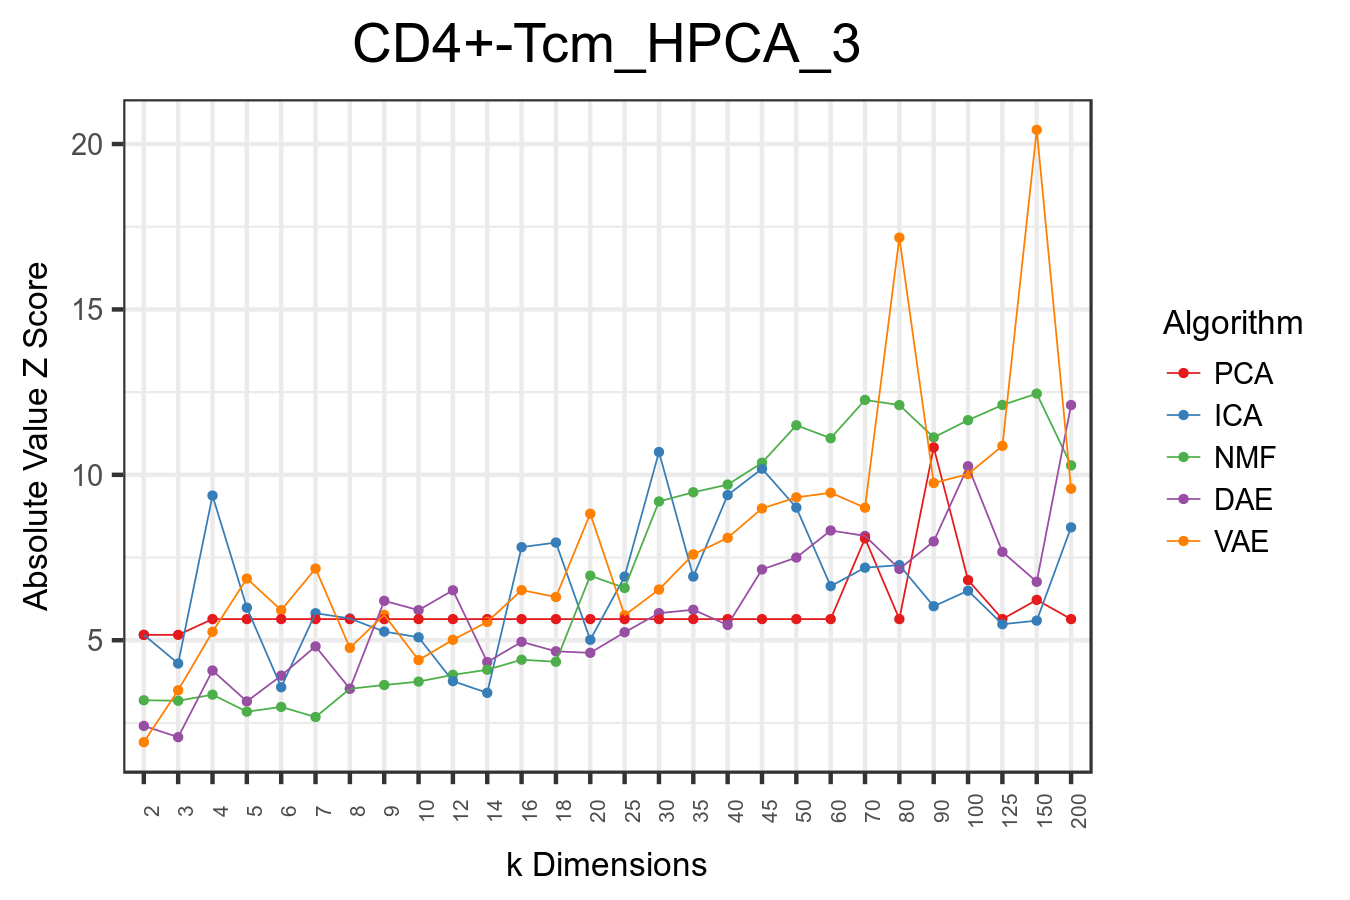 CD4+-Tcm_HPCA_3
Absolute Value Z Score
20
15
10
5
2 3 4 5 6 7 8 9 10 12 14 16 18 20 25 30 35 40 45 50 60 70 80 90 100 125 150 200
k Dimensions
Algorithm
PCA
ICA
NMF
DAE
VAE